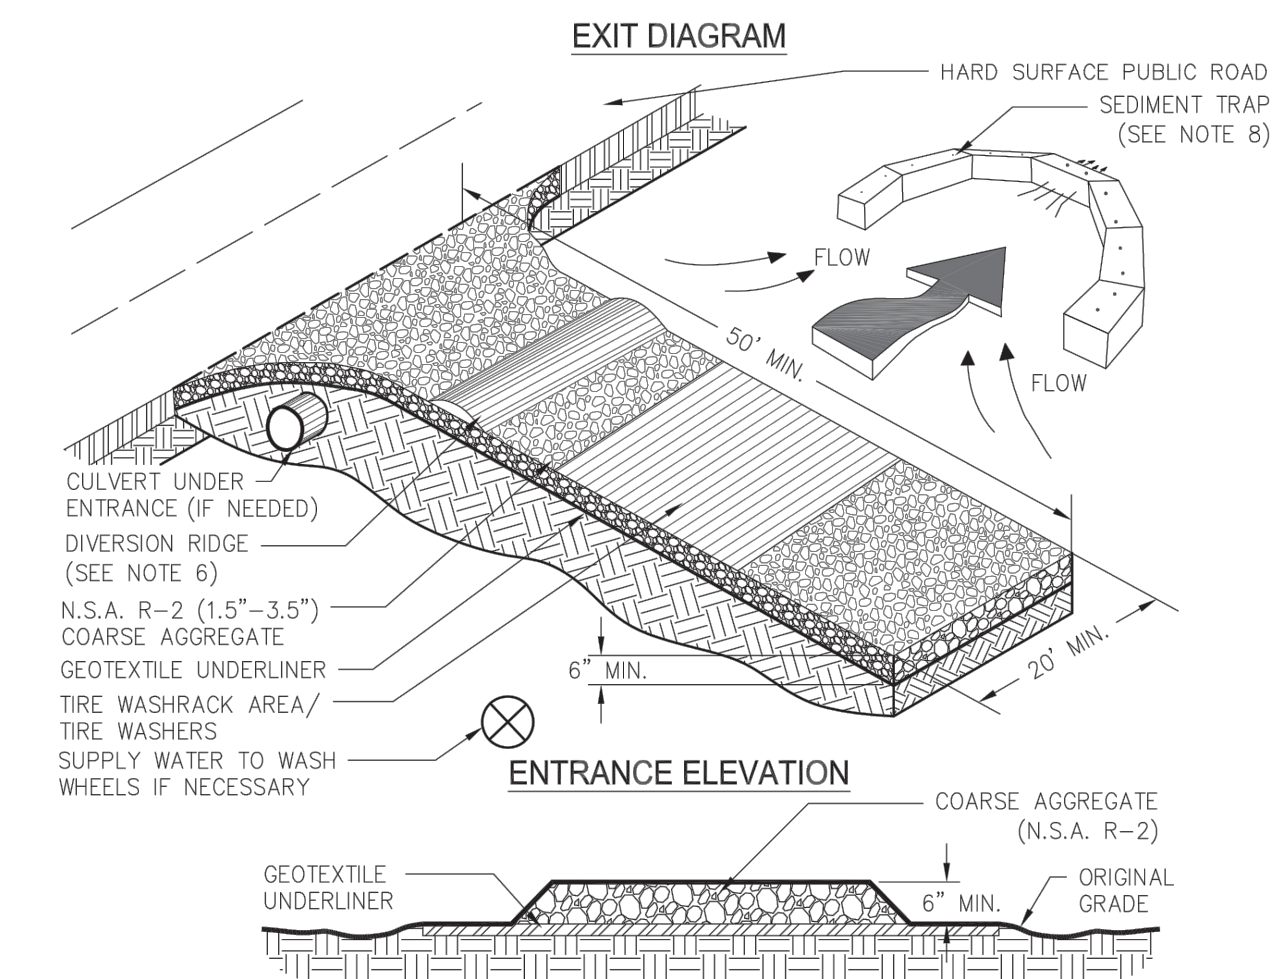 EXIT DIAGRAM
HARD SURFACE PUBLIC ROAD
SEDIMENT TRAP
(SEE NOTE 8)
FLOW
50' MIN.
FLOW
CULVERT UNDER
ENTRANCE (IF NEEDED)
DIVERSION RIDGE
(SEE NOTE 6)
N.S.A. R-2 (1.5"-3.5")
COARSE AGGREGATE
GEOTEXTILE UNDERLINER
TIRE WASHRACK AREA/
TIRE WASHERS
SUPPLY WATER TO WASH
WHEELS IF NECESSARY
6" MIN.
20' MIN.
ENTRANCE ELEVATION
COARSE AGGREGATE
(N.S.A. R-2)
GEOTEXTILE
UNDERLINER
6" MIN.
ORIGINAL
GRADE